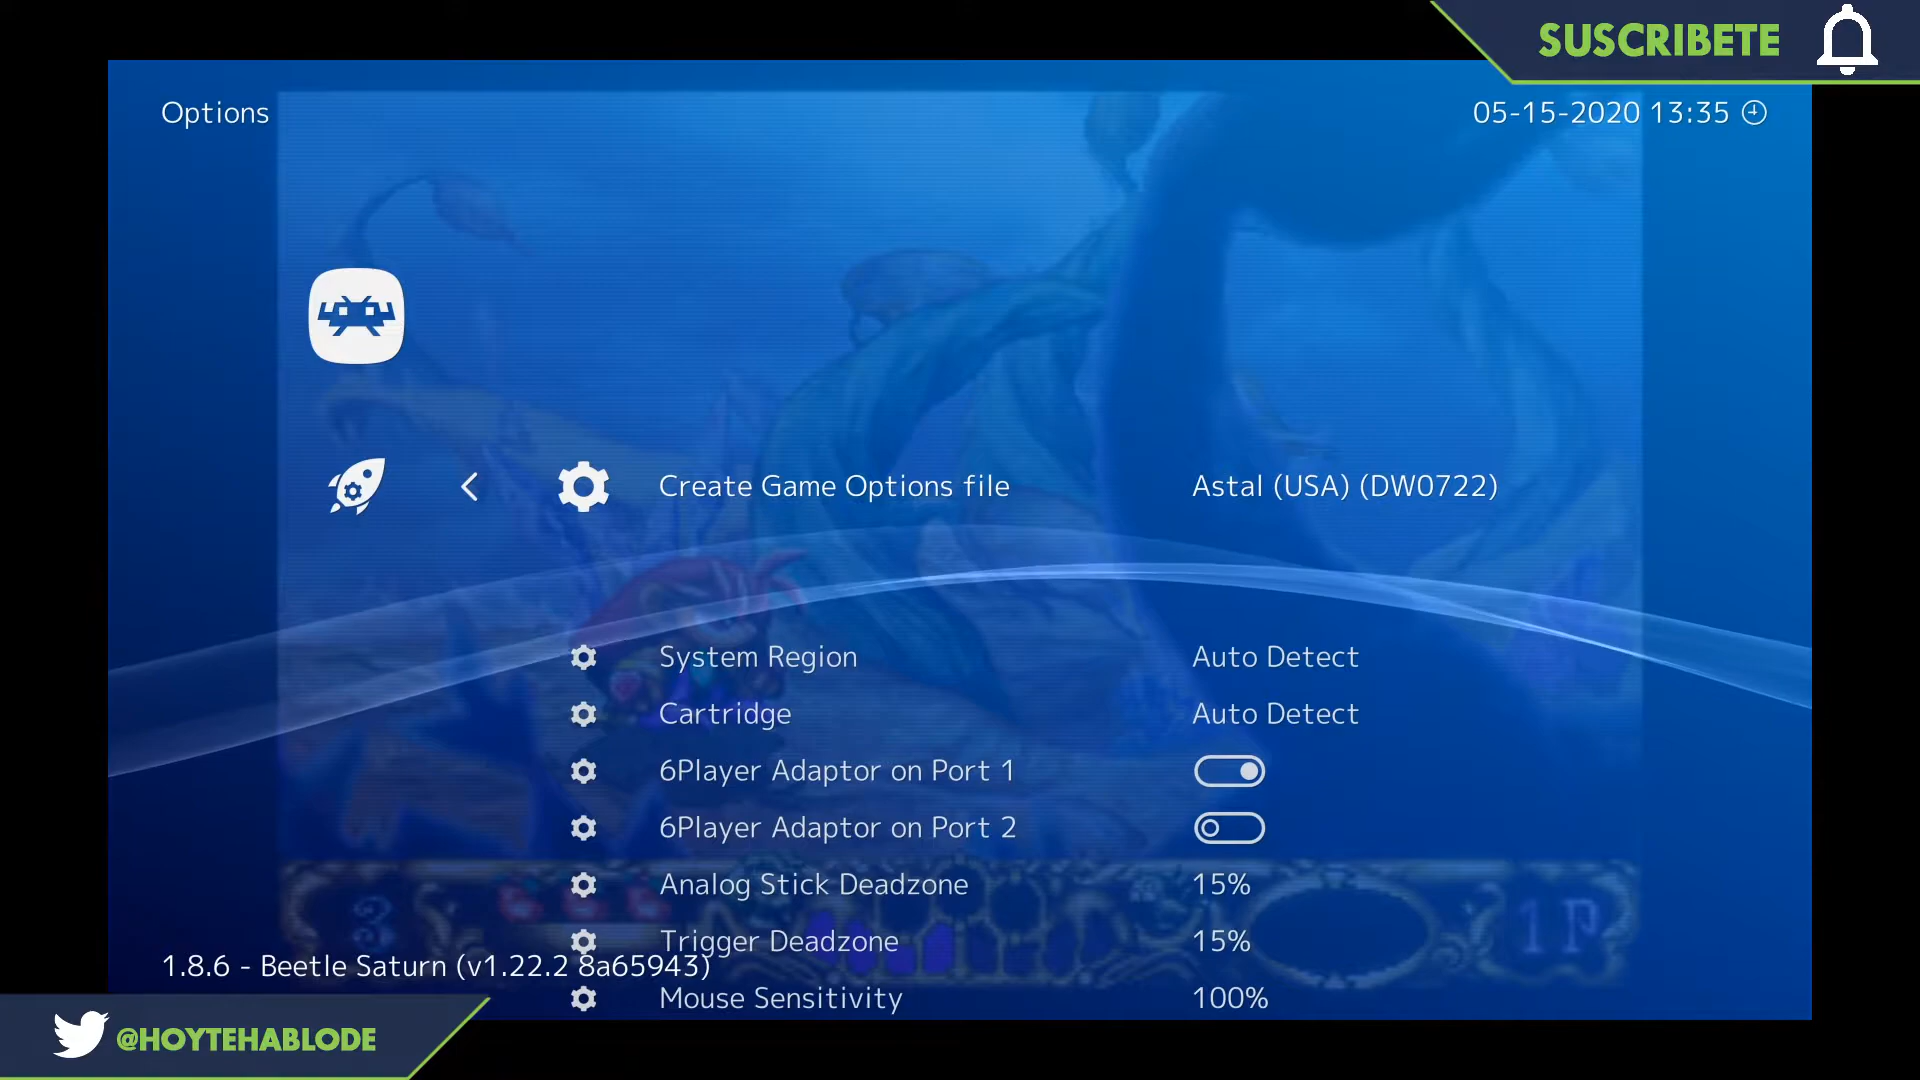 SUSCRIBETE
Options
05-15-2020 13:35
Create Game Options file Astal (USA) (DW0722)
System Region Auto Detect
Cartridge Auto Detect
6Player Adaptor on Port 1
6Player Adaptor on Port 2
Analog Stick Deadzone 15%
Trigger Deadzone 15%
1.8.6 - Beetle Saturn (v1.22.2 8a65943)
Mouse Sensitivity 100%
3
1P
@HOYTEHABLODE